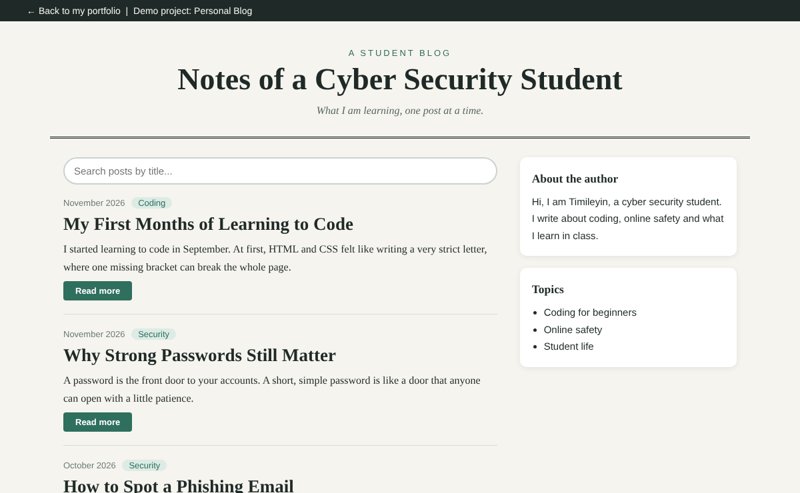 ← Back to my portfolio | Demo project: Personal Blog
A STUDENT BLOG
Notes of a Cyber Security Student
What I am learning, one post at a time.
Search posts by title...
November 2026 Coding
My First Months of Learning to Code
I started learning to code in September. At first, HTML and CSS felt like writing a very strict letter,
where one missing bracket can break the whole page.
Read more
November 2026 Security
Why Strong Passwords Still Matter
A password is the front door to your accounts. A short, simple password is like a door that anyone
can open with a little patience.
Read more
October 2026 Security
How to Spot a Phishing Email
About the author
Hi, I am Timileyin, a cyber security student.
I write about coding, online safety and what
I learn in class.
Topics
• Coding for beginners
• Online safety
• Student life